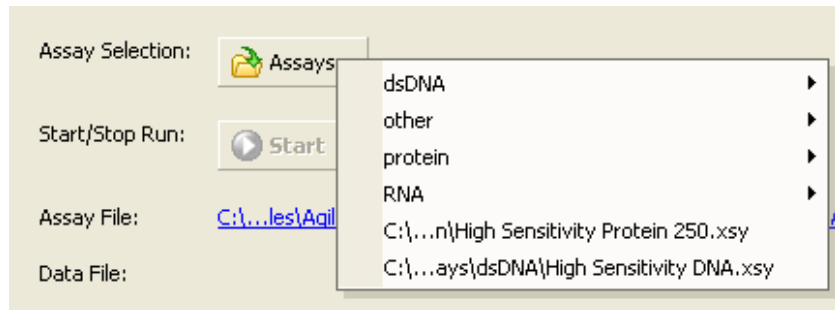 Assay Selection:
Assays
dsDNA
other
protein
RNA
C:\...n\High Sensitivity Protein 250.xsy
C:\...ays\dsDNA\High Sensitivity DNA.xsy
Start/Stop Run:
Start
Assay File:
C:\...les\Agil
Data File: